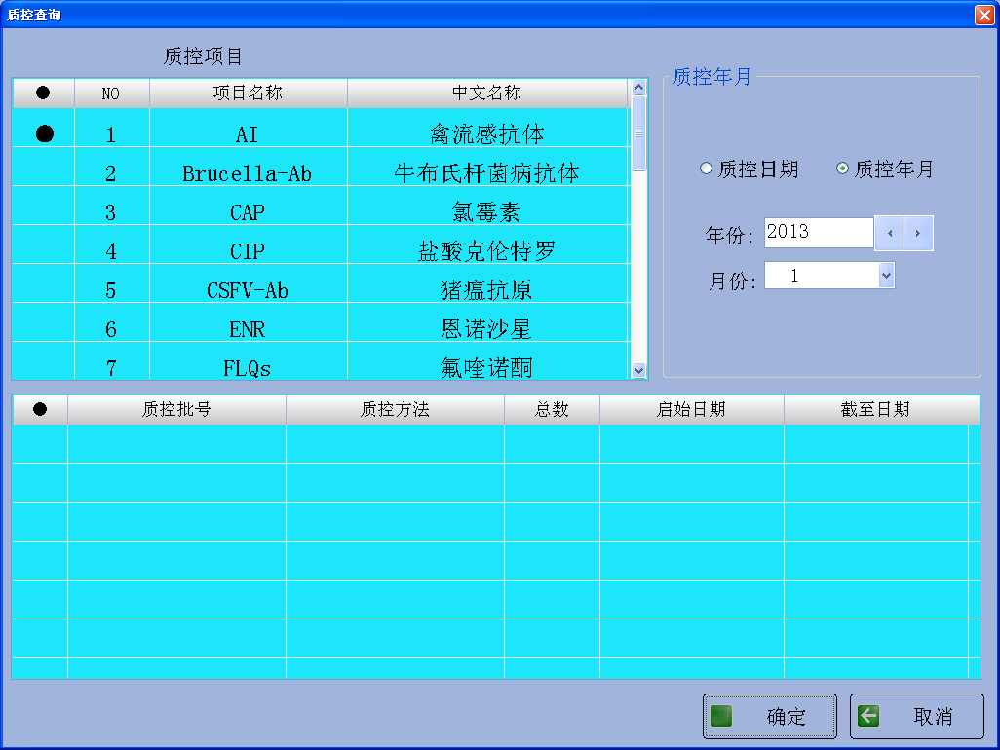 质控查询
质控项目
● NO 项目名称 中文名称
● 1 AI 禽流感抗体
2 Brucella-Ab 牛布氏杆菌病抗体
3 CAP 氯霉素
4 CIP 盐酸克伦特罗
5 CSFV-Ab 猪瘟抗原
6 ENR 恩诺沙星
7 FLQs 氟喹诺酮
质控年月
质控日期 质控年月
年份: 2013
月份: 1
● 质控批号 质控方法 总数 启始日期 截至日期
确定 取消